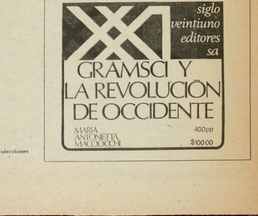 siglo
veintiuno
editores
sa
GRAMSCI Y
LA REVOLUCION
DE OCCIDENTE
MARIA
ANTONIETTA
MACCIOCCHI
400pp
$100.00